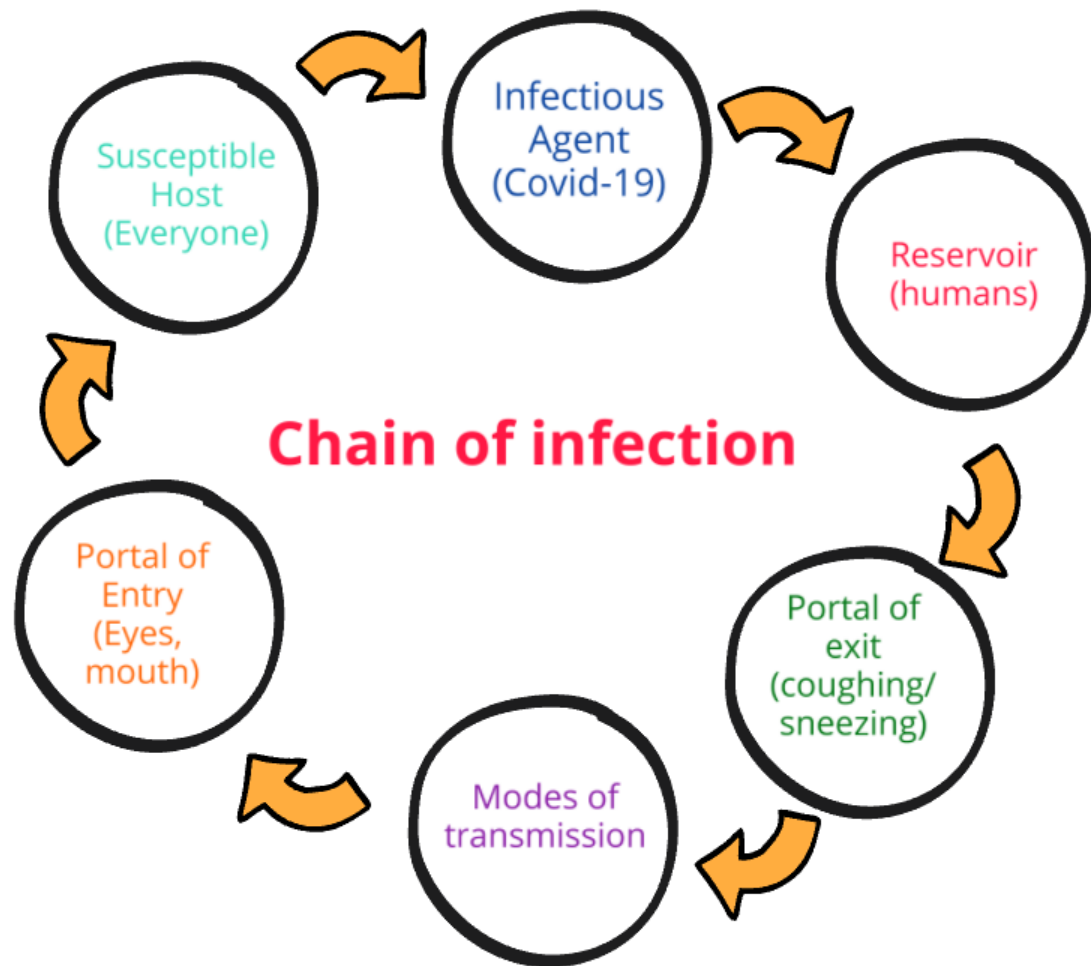 Infectious
Agent
(Covid-19)
Reservoir
(humans)
Portal of
exit
(coughing/
sneezing)
Modes of
transmission
Portal of
Entry
(Eyes,
mouth)
Susceptible
Host
(Everyone)
Chain of infection